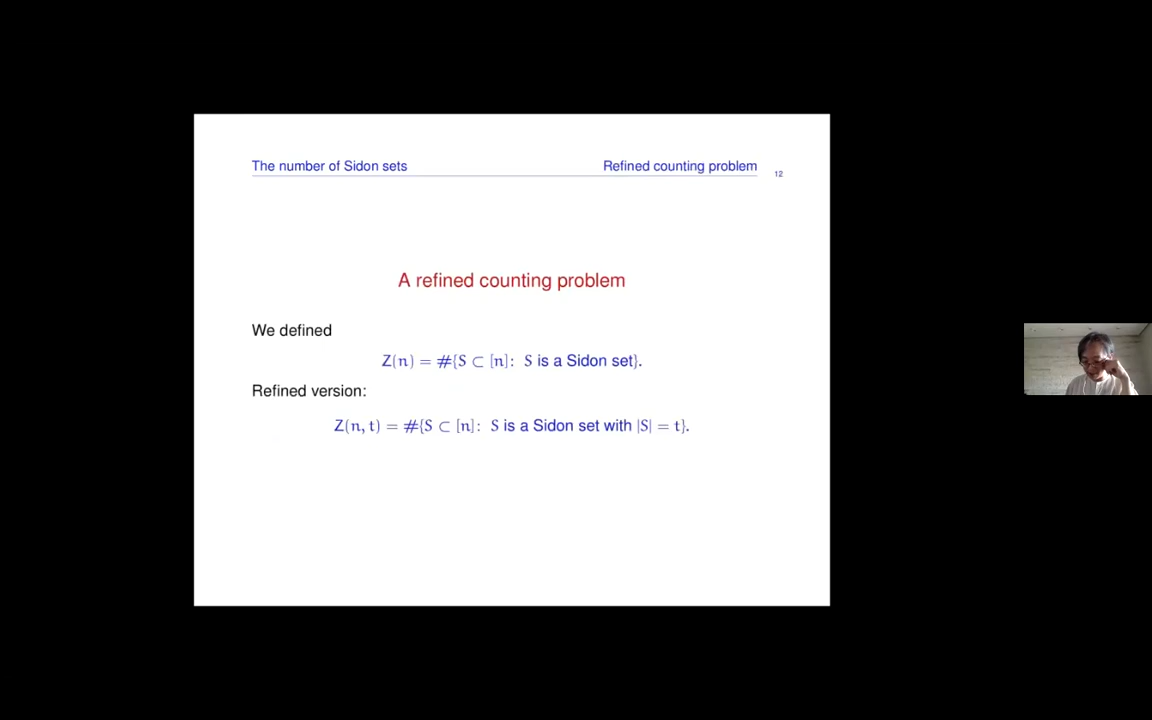 The number of Sidon sets Refined counting problem 12
A refined counting problem
We defined
Z(n) = #{S ⊂ [n]: S is a Sidon set}.
Refined version:
Z(n, t) = #{S ⊂ [n]: S is a Sidon set with |S| = t}.